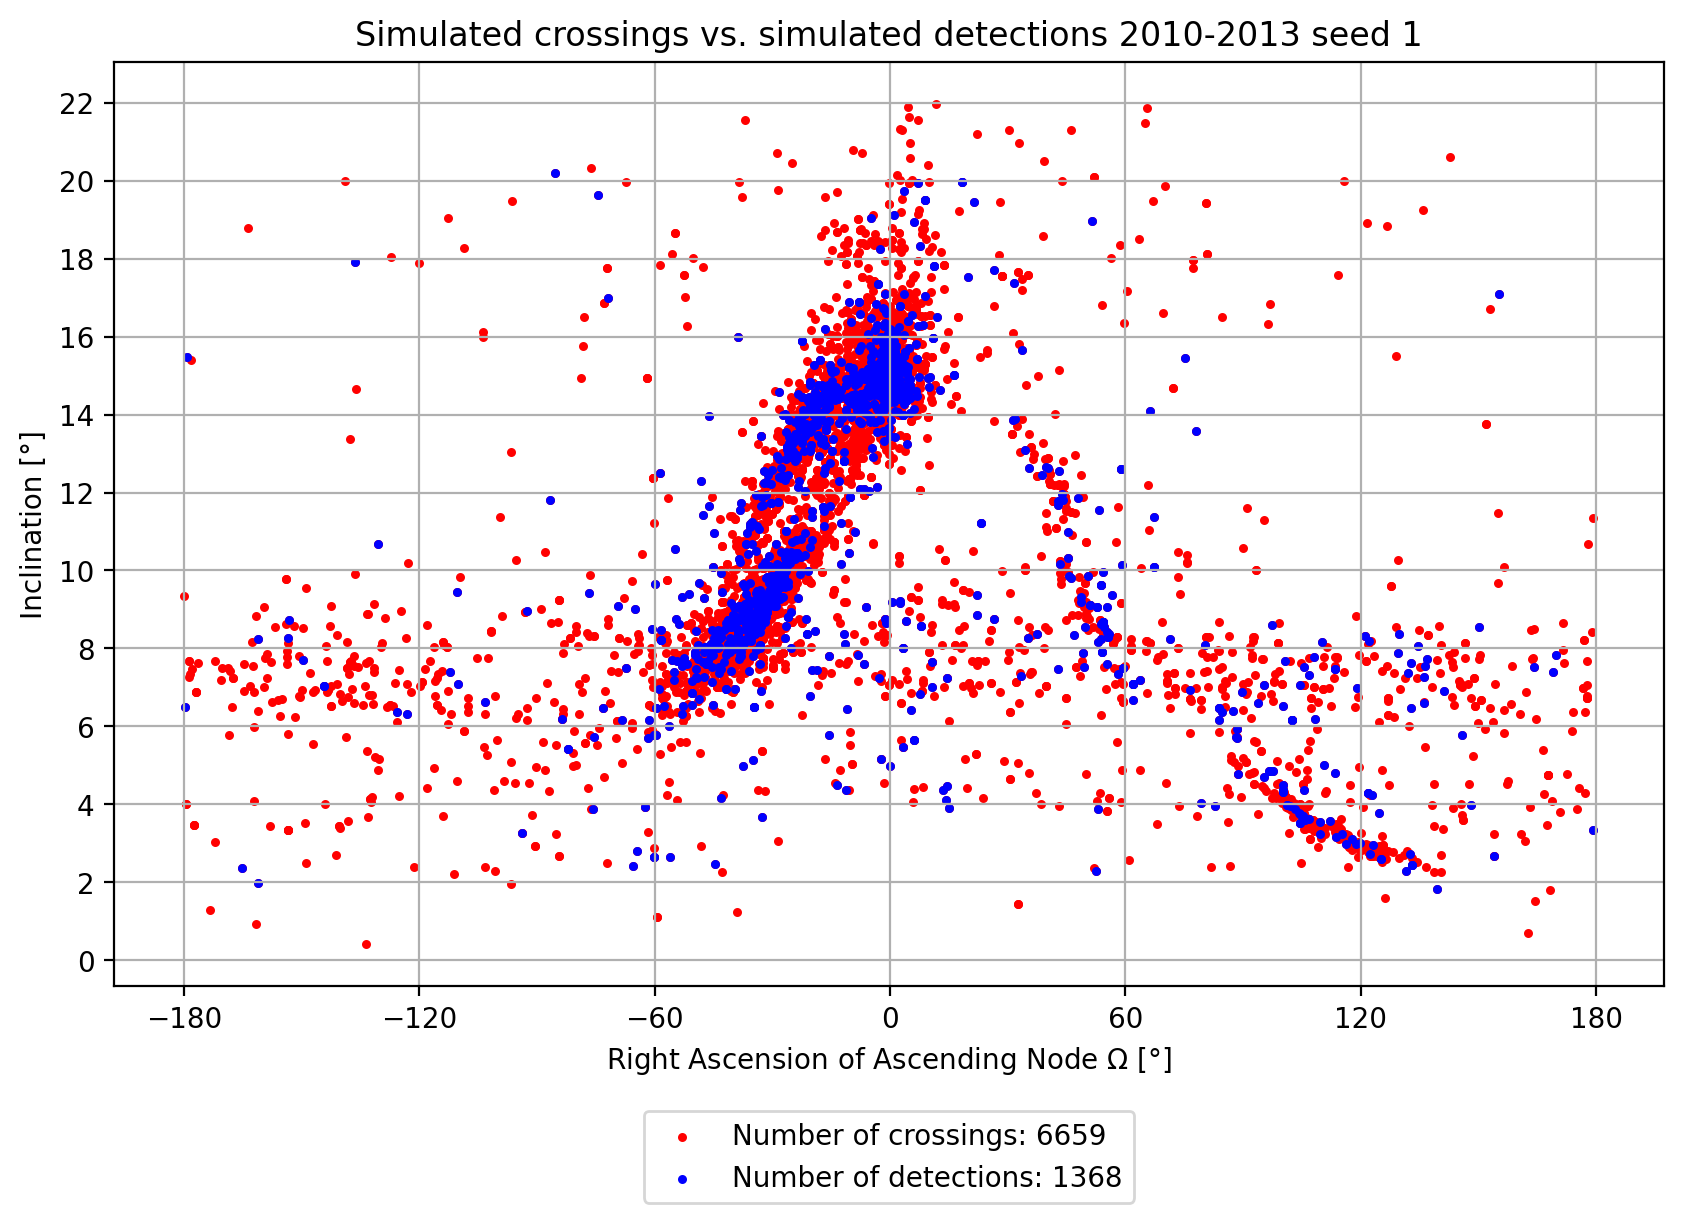 Simulated crossings vs. simulated detections 2010-2013 seed 1
22
20
18
16
14
12
10
8
6
4
2
0
Inclination [°]
−180 −120 −60 0 60 120 180
Right Ascension of Ascending Node Ω [°]
Number of crossings: 6659
Number of detections: 1368